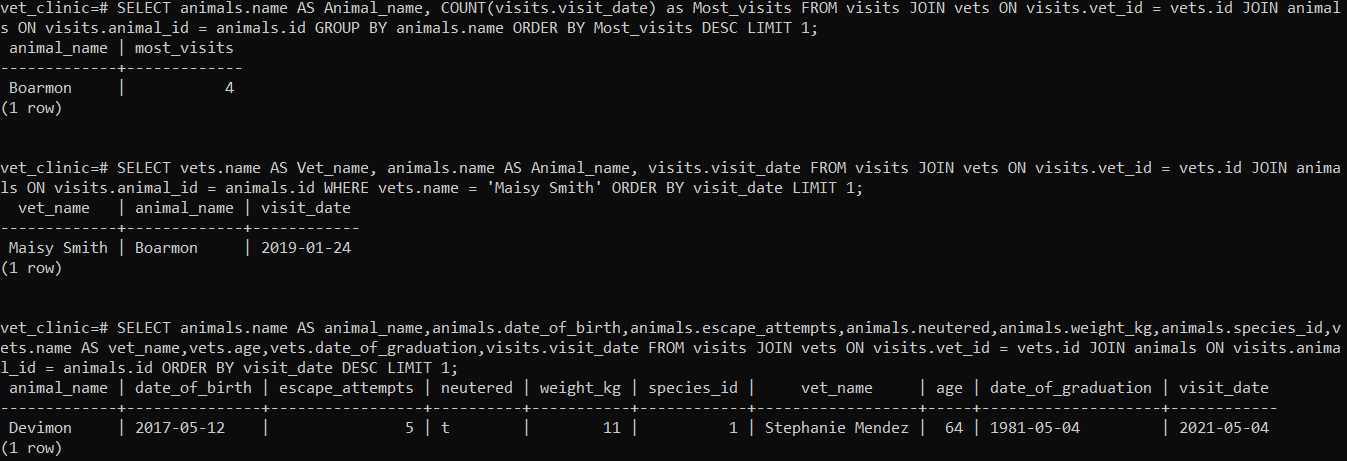 vet_clinic=# SELECT animals.name AS Animal_name, COUNT(visits.visit_date) as Most_visits FROM visits JOIN vets ON visits.vet_id = vets.id JOIN animal
s ON visits.animal_id = animals.id GROUP BY animals.name ORDER BY Most_visits DESC LIMIT 1;
 animal_name | most_visits
-------------+-------------
 Boarmon     |           4
(1 row)
vet_clinic=# SELECT vets.name AS Vet_name, animals.name AS Animal_name, visits.visit_date FROM visits JOIN vets ON visits.vet_id = vets.id JOIN anima
ls ON visits.animal_id = animals.id WHERE vets.name = 'Maisy Smith' ORDER BY visit_date LIMIT 1;
  vet_name   | animal_name | visit_date
-------------+-------------+------------
 Maisy Smith | Boarmon     | 2019-01-24
(1 row)
vet_clinic=# SELECT animals.name AS animal_name,animals.date_of_birth,animals.escape_attempts,animals.neutered,animals.weight_kg,animals.species_id,v
ets.name AS vet_name,vets.age,vets.date_of_graduation,visits.visit_date FROM visits JOIN vets ON visits.vet_id = vets.id JOIN animals ON visits.anima
l_id = animals.id ORDER BY visit_date DESC LIMIT 1;
 animal_name | date_of_birth | escape_attempts | neutered | weight_kg | species_id |     vet_name     | age | date_of_graduation | visit_date
-------------+---------------+-----------------+----------+-----------+------------+------------------+-----+--------------------+------------
 Devimon     | 2017-05-12    |               5 | t        |        11 |          1 | Stephanie Mendez |  64 | 1981-05-04         | 2021-05-04
(1 row)